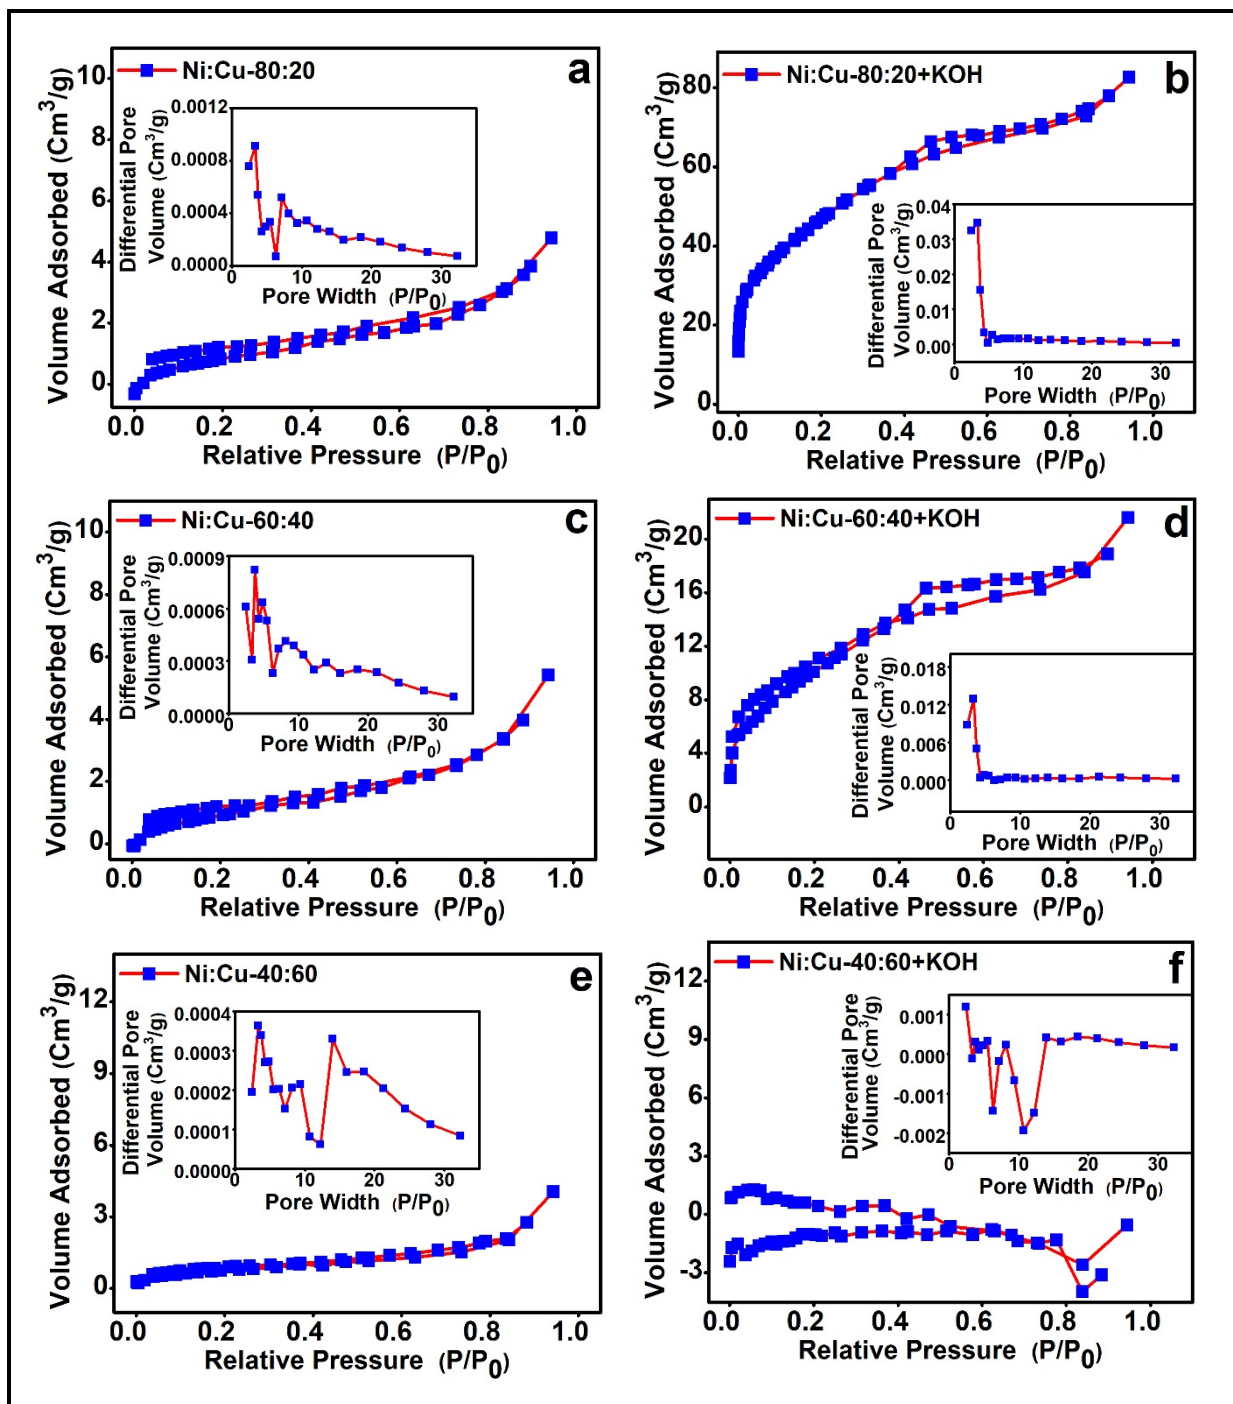 Ni:Cu-80:20
a
Volume Adsorbed (Cm³/g)
10
8
6
4
2
0
0.0 0.2 0.4 0.6 0.8 1.0
Relative Pressure (P/P₀)
Differential Pore
Volume (Cm³/g)
0.0012
0.0008
0.0004
0.0000
0 10 20 30
Pore Width (P/P₀)
Ni:Cu-80:20+KOH
b
Volume Adsorbed (Cm³/g)
80
60
40
20
0
0.0 0.2 0.4 0.6 0.8 1.0
Relative Pressure (P/P₀)
Differential Pore
Volume (Cm³/g)
0.04
0.03
0.02
0.01
0.00
0 10 20 30
Pore Width (P/P₀)
Ni:Cu-60:40
c
Volume Adsorbed (Cm³/g)
10
8
6
4
2
0
0.0 0.2 0.4 0.6 0.8 1.0
Relative Pressure (P/P₀)
Differential Pore
Volume (Cm³/g)
0.0009
0.0006
0.0003
0.0000
0 10 20 30
Pore Width (P/P₀)
Ni:Cu-60:40+KOH
d
Volume Adsorbed (Cm³/g)
20
16
12
8
4
0
0.0 0.2 0.4 0.6 0.8 1.0
Relative Pressure (P/P₀)
Differential Pore
Volume (Cm³/g)
0.018
0.012
0.006
0.000
0 10 20 30
Pore Width (P/P₀)
Ni:Cu-40:60
e
Volume Adsorbed (Cm³/g)
12
9
6
3
0
0.0 0.2 0.4 0.6 0.8 1.0
Relative Pressure (P/P₀)
Differential Pore
Volume (Cm³/g)
0.0004
0.0003
0.0002
0.0001
0.0000
0 10 20 30
Pore Width (P/P₀)
Ni:Cu-40:60+KOH
f
Volume Adsorbed (Cm³/g)
12
9
6
3
0
-3
0.0 0.2 0.4 0.6 0.8 1.0
Relative Pressure (P/P₀)
Differential Pore
Volume (Cm³/g)
0.001
0.000
-0.001
-0.002
0 10 20 30
Pore Width (P/P₀)